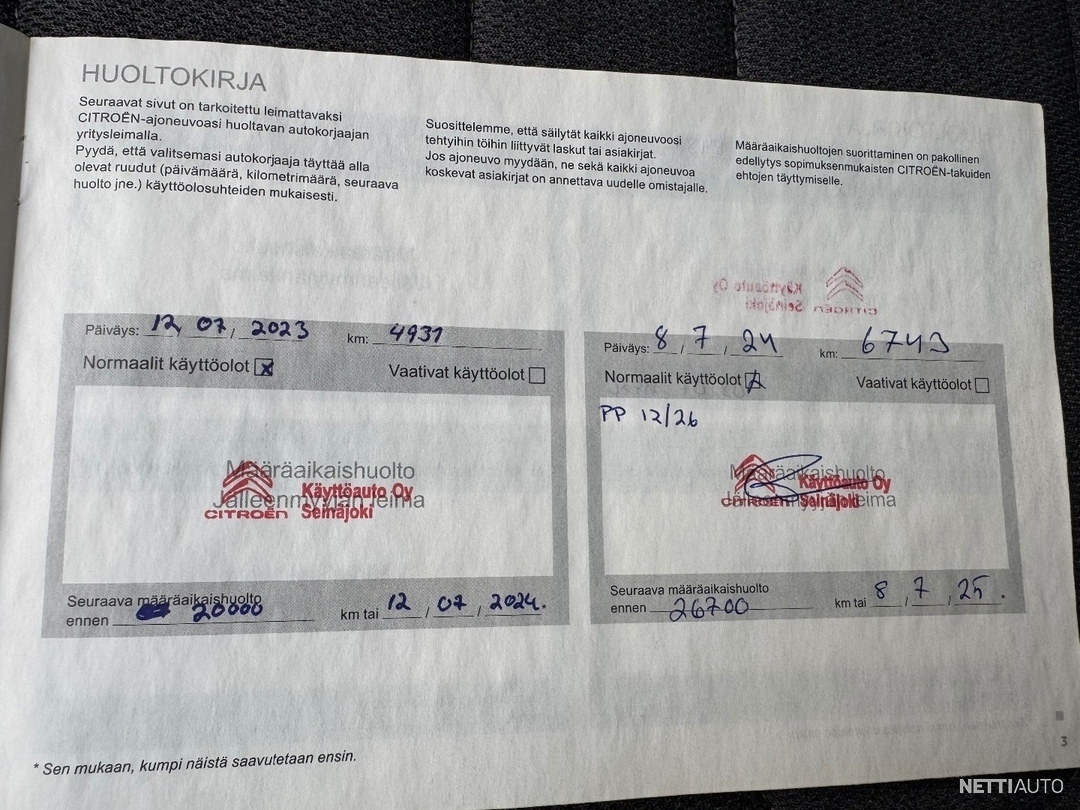 HUOLTOKIRJA
Seuraavat sivut on tarkoitettu leimattavaksi
CITROËN-ajoneuvoasi huoltavan autokorjaajan
yritysleimalla.
Pyydä, että valitsemasi autokorjaaja täyttää alla
olevat ruudut (päivämäärä, kilometrimäärä, seuraava
huolto jne.) käyttöolosuhteiden mukaisesti.
Suosittelemme, että säilytät kaikki ajoneuvoosi
tehtyihin töihin liittyvät laskut tai asiakirjat.
Jos ajoneuvo myydään, ne sekä kaikki ajoneuvoa
koskevat asiakirjat on annettava uudelle omistajalle.
Määräaikaishuoltojen suorittaminen on pakollinen
edellytys sopimuksenmukaisten CITROËN-takuiden
ehtojen täyttymiselle.
Päiväys: 12, 07, 2023 km: 4931
Normaalit käyttöolot x Vaativat käyttöolot
Määräaikaishuolto
Jälleenmyyjän leima
CITROËN
Käyttöauto Oy
Seinäjoki
Seuraava määräaikaishuolto
ennen 20000 km tai 12 , 07 , 2024.
Käyttöauto Oy
Seinäjoki
CITROËN
Päiväys: 8 , 7 , 24 km: 6743
Normaalit käyttöolot x Vaativat käyttöolot
PP 12/26
Määräaikaishuolto
Jälleenmyyjän leima
CITROËN
Käyttöauto Oy
Seinäjoki
Seuraava määräaikaishuolto
ennen 26700 km tai 8 , 7 , 25.
* Sen mukaan, kumpi näistä saavutetaan ensin.
3
NETTIAUTO